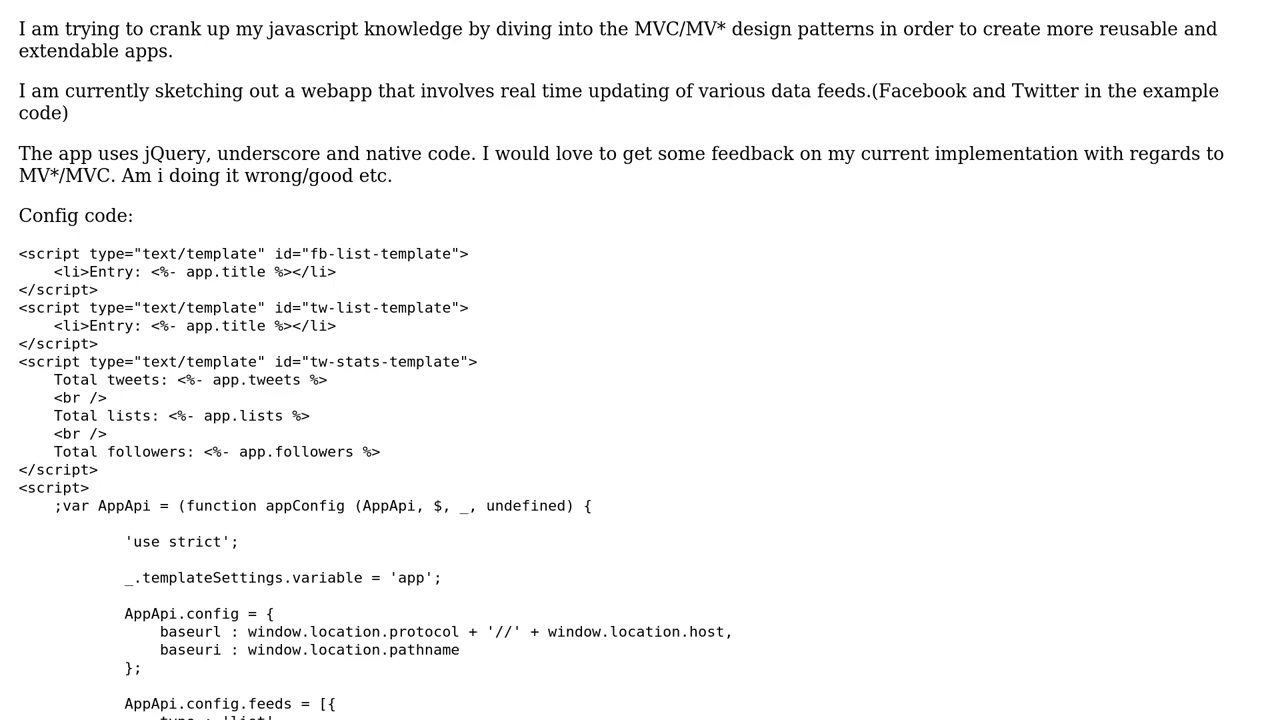 I am trying to crank up my javascript knowledge by diving into the MVC/MV* design patterns in order to create more reusable and
extendable apps.
I am currently sketching out a webapp that involves real time updating of various data feeds.(Facebook and Twitter in the example
code)
The app uses jQuery, underscore and native code. I would love to get some feedback on my current implementation with regards to
MV*/MVC. Am i doing it wrong/good etc.
Config code:
<script type="text/template" id="fb-list-template">
    <li>Entry: <%- app.title %></li>
</script>
<script type="text/template" id="tw-list-template">
    <li>Entry: <%- app.title %></li>
</script>
<script type="text/template" id="tw-stats-template">
    Total tweets: <%- app.tweets %>
    <br />
    Total lists: <%- app.lists %>
    <br />
    Total followers: <%- app.followers %>
</script>
<script>
    ;var AppApi = (function appConfig (AppApi, $, _, undefined) {
            'use strict';
            _.templateSettings.variable = 'app';
            AppApi.config = {
                baseurl : window.location.protocol + '//' + window.location.host,
                baseuri : window.location.pathname
            };
            AppApi.config.feeds = [{
                type : 'list'